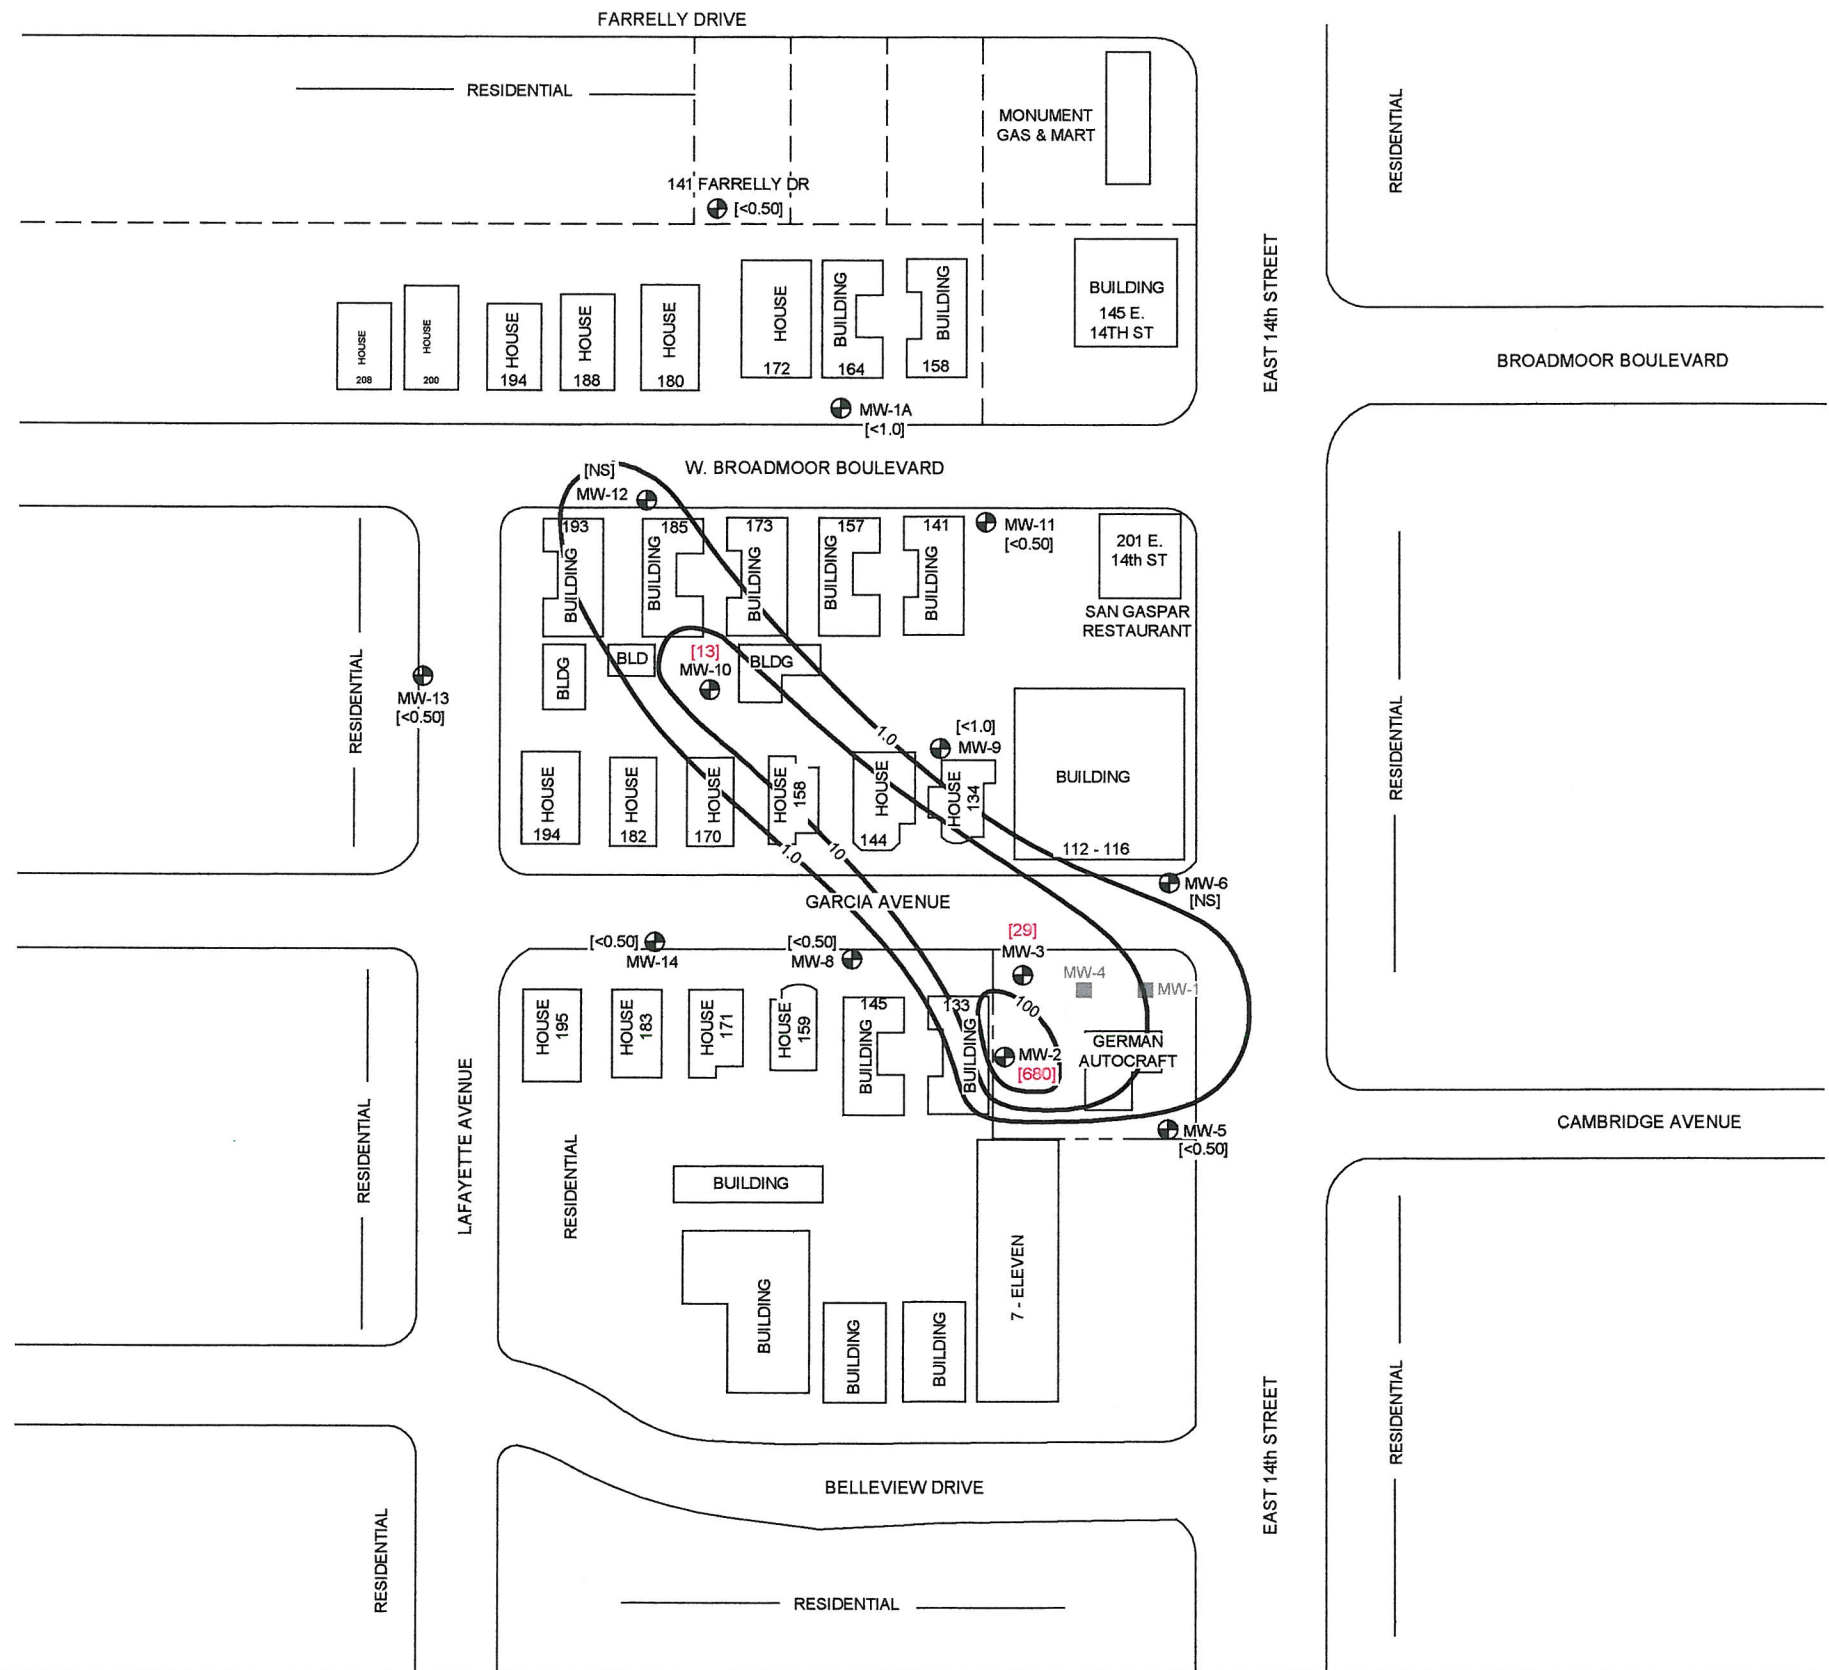 FARRELLY DRIVE
RESIDENTIAL
MONUMENT
GAS & MART
RESIDENTIAL
141 FARRELLY DR
[<0.50]
EAST 14th STREET
BUILDING
145 E.
14TH ST
HOUSE
208
HOUSE
200
HOUSE
194
HOUSE
188
HOUSE
180
HOUSE
172
BUILDING
164
BUILDING
158
BROADMOOR BOULEVARD
MW-1A
[<1.0]
W. BROADMOOR BOULEVARD
[NS]
MW-12
193
BUILDING
185
BUILDING
173
BUILDING
157
BUILDING
141
BUILDING
MW-11
[<0.50]
201 E.
14th ST
SAN GASPAR
RESTAURANT
BLDG
BLD
[13]
MW-10
BLDG
RESIDENTIAL
MW-13
[<0.50]
RESIDENTIAL
1.0
[<1.0]
MW-9
HOUSE
194
HOUSE
182
HOUSE
170
HOUSE
158
HOUSE
144
HOUSE
134
BUILDING
112 - 116
1.0
10
GARCIA AVENUE
MW-6
[NS]
[<0.50]
MW-14
[<0.50]
MW-8
[29]
MW-3
MW-4
MW-1
HOUSE
195
HOUSE
183
HOUSE
171
HOUSE
159
145
BUILDING
133
BUILDING
100
MW-2
[680]
GERMAN
AUTOCRAFT
MW-5
[<0.50]
CAMBRIDGE AVENUE
RESIDENTIAL
LAFAYETTE AVENUE
RESIDENTIAL
BUILDING
BUILDING
BUILDING
BUILDING
7 - ELEVEN
RESIDENTIAL
EAST 14th STREET
BELLEVIEW DRIVE
RESIDENTIAL
RESIDENTIAL